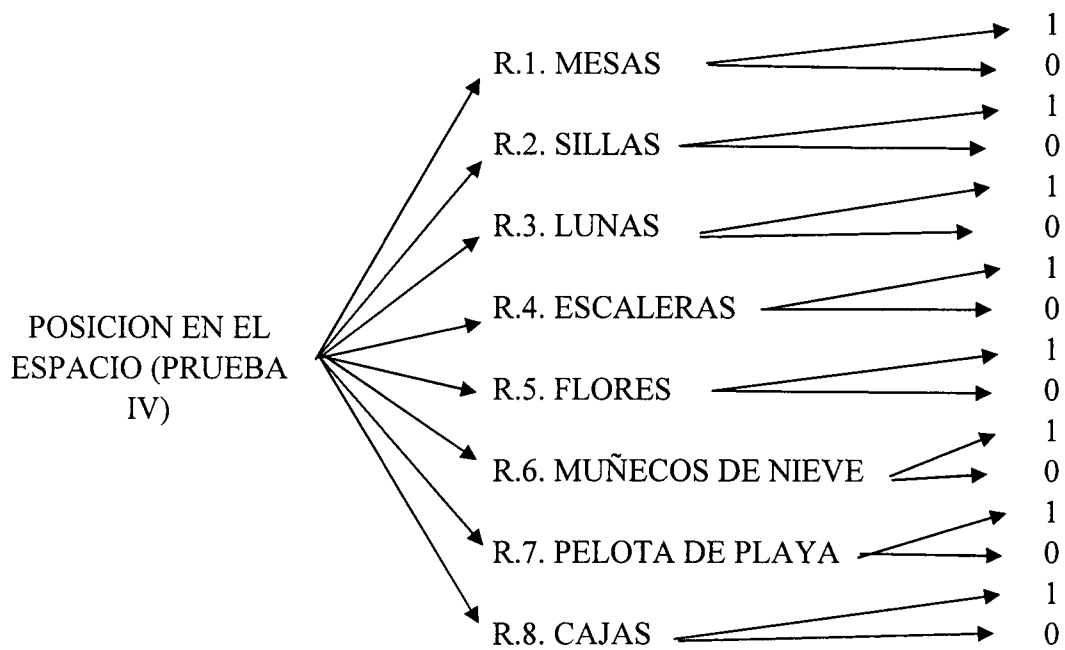 1
R.1. MESAS 0
1
R.2. SILLAS 0
1
R.3. LUNAS 0
1
R.4. ESCALERAS 0
POSICION EN EL
ESPACIO (PRUEBA
IV)
1
R.5. FLORES 0
1
R.6. MUÑECOS DE NIEVE 0
1
R.7. PELOTA DE PLAYA 0
1
R.8. CAJAS 0